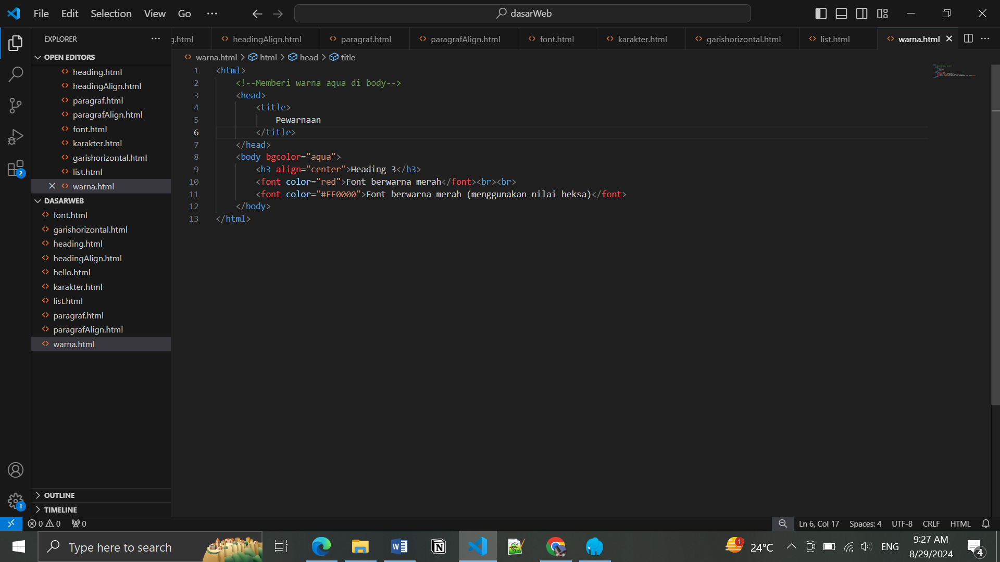 File Edit Selection View Go ··· dasarWeb
EXPLORER ···
g.html headingAlign.html paragraf.html paragrafAlign.html font.html karakter.html garishorizontal.html list.html warna.html ···
OPEN EDITORS
heading.html
headingAlign.html
paragraf.html
paragrafAlign.html
font.html
karakter.html
garishorizontal.html
list.html
warna.html
DASARWEB
font.html
garishorizontal.html
heading.html
headingAlign.html
hello.html
karakter.html
list.html
paragraf.html
paragrafAlign.html
warna.html
OUTLINE
TIMELINE
warna.html > html > head > title
1 <html>
2 <!--Memberi warna aqua di body-->
3 <head>
4 <title>
5 Pewarnaan
6 </title>
7 </head>
8 <body bgcolor="aqua">
9 <h3 align="center">Heading 3</h3>
10 <font color="red">Font berwarna merah</font><br><br>
11 <font color="#FF0000">Font berwarna merah (menggunakan nilai heksa)</font>
12 </body>
13 </html>
2
1
0 0 0 Ln 6, Col 17 Spaces: 4 UTF-8 CRLF HTML
Type here to search 1 24°C ENG 9:27 AM
8/29/2024 4